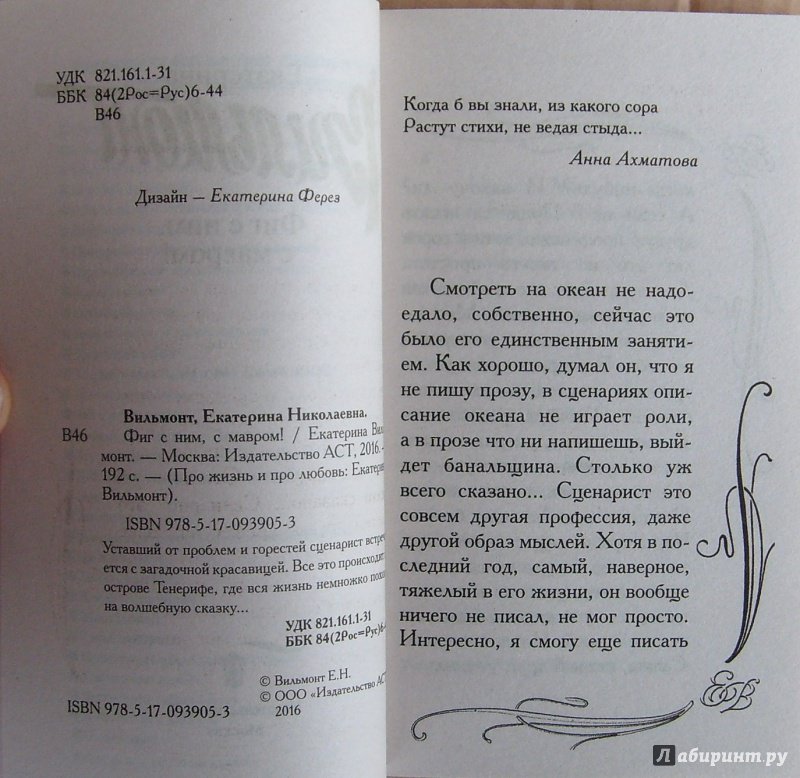 УДК 821.161.1-31
ББК 84(2Рос=Рус)6-44
В46
Дизайн — Екатерина Ферез
Вильмонт, Екатерина Николаевна.
В46 Фиг с ним, с мавром! / Екатерина
монт. — Москва: Издательство АСТ, 2016.
192 с. — (Про жизнь и про любовь:
Вильмонт).
ISBN 978-5-17-093905-3
Уставший от проблем и горестей сценарист
ется с загадочной красавицей. Все это
острове Тенерифе, где вся жизнь немножко
на волшебную сказку...
УДК 821.161.1-31
ББК 84(2Рос=Рус)6-
© Вильмонт Е.Н.
© ООО «Издательство АС
ISBN 978-5-17-093905-3 2016
Когда б вы знали, из какого сора
Растут стихи, не ведая стыда...
Анна Ахматова
Смотреть на океан не надо-
едало, собственно, сейчас это
было его единственным заняти-
ем. Как хорошо, думал он, что я
не пишу прозу, в сценариях опи-
сание океана не играет роли,
а в прозе что ни напишешь, вый-
дет банальщина. Столько уж
всего сказано... Сценарист это
совсем другая профессия, даже
другой образ мыслей. Хотя в по-
следний год, самый, наверное,
тяжелый в его жизни, он вообще
ничего не писал, не мог просто.
Интересно, я смогу еще писать
ЕВ
Лабиринт.ру